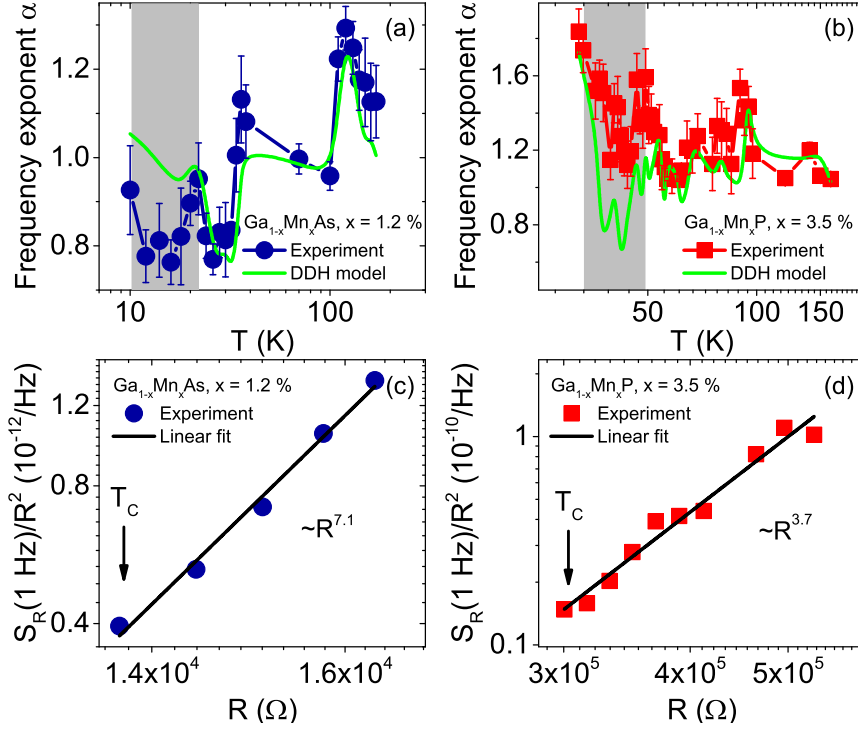 (a)
Frequency exponent α
1.2
1.0
0.8
Ga1-xMnxAs, x = 1.2 %
Experiment
DDH model
10
100
T (K)
(b)
Frequency exponent α
1.6
1.2
0.8
Ga1-xMnxP, x = 3.5 %
Experiment
DDH model
50
100
150
T (K)
(c)
SR(1 Hz)/R² (10⁻¹²/Hz)
1.2
0.8
0.4
Ga1-xMnxAs, x = 1.2 %
Experiment
Linear fit
TC
~R⁷·¹
1.4x10⁴
1.6x10⁴
R (Ω)
(d)
SR(1 Hz)/R² (10⁻¹⁰/Hz)
1
0.1
Ga1-xMnxP, x = 3.5 %
Experiment
Linear fit
TC
~R³·⁷
3x10⁵
4x10⁵
5x10⁵
R (Ω)